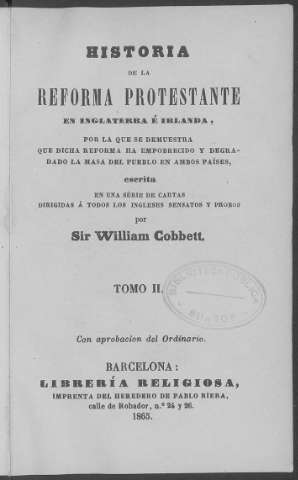 HISTORIA
DE LA
REFORMA PROTESTANTE
EN INGLATERRA É IRLANDA,
POR LA QUE SE DEMUESTRA
QUE DICHA REFORMA HA EMPOBRECIDO Y DEGRA-
DADO LA MASA DEL PUEBLO EN AMBOS PAÍSES,
escrita
EN UNA SÉRIE DE CARTAS
DIRIGIDAS Á TODOS LOS INGLESES SENSATOS Y PROBOS
por
Sir William Cobbett.
TOMO II.
BIBLIOTECA PUBLICA
Con aprobacion del Ordinario.
BARCELONA:
LIBRERÍA RELIGIOSA,
IMPRENTA DEL HEREDERO DE PABLO RIERA,
calle de Robador, n.º 24 y 26.
1865.